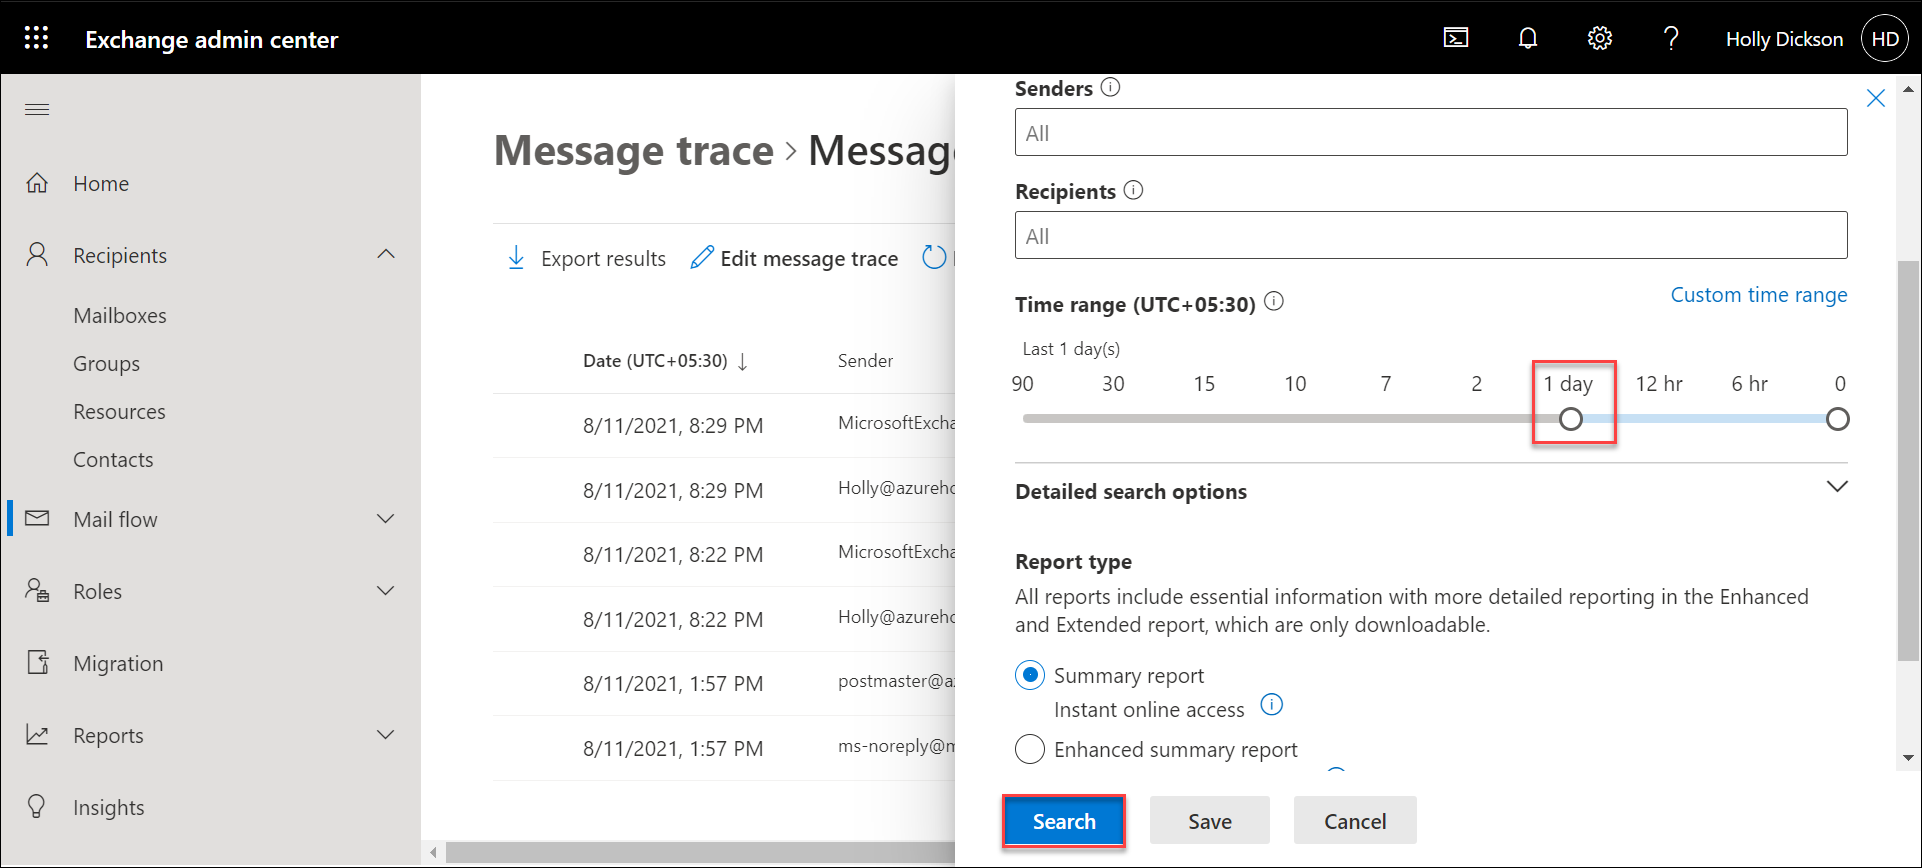 Exchange admin center
Holly Dickson
HD
Home
Recipients
Mailboxes
Groups
Resources
Contacts
Mail flow
Roles
Migration
Reports
Insights
Message trace > Messag
Export results
Edit message trace
Date (UTC+05:30) ↓ Sender
8/11/2021, 8:29 PM MicrosoftExcha
8/11/2021, 8:29 PM Holly@azureho
8/11/2021, 8:22 PM MicrosoftExcha
8/11/2021, 8:22 PM Holly@azureho
8/11/2021, 1:57 PM postmaster@az
8/11/2021, 1:57 PM ms-noreply@m
Senders
All
Recipients
All
Time range (UTC+05:30)
Custom time range
Last 1 day(s)
90 30 15 10 7 2 1 day 12 hr 6 hr 0
Detailed search options
Report type
All reports include essential information with more detailed reporting in the Enhanced
and Extended report, which are only downloadable.
Summary report
Instant online access
Enhanced summary report
Search Save Cancel